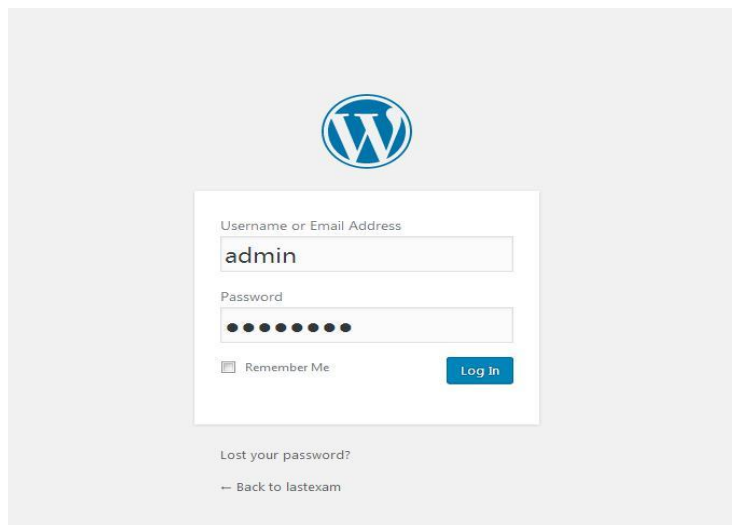 Username or Email Address
admin
Password
●●●●●●●●
Remember Me
Log In
Lost your password?
← Back to lastexam